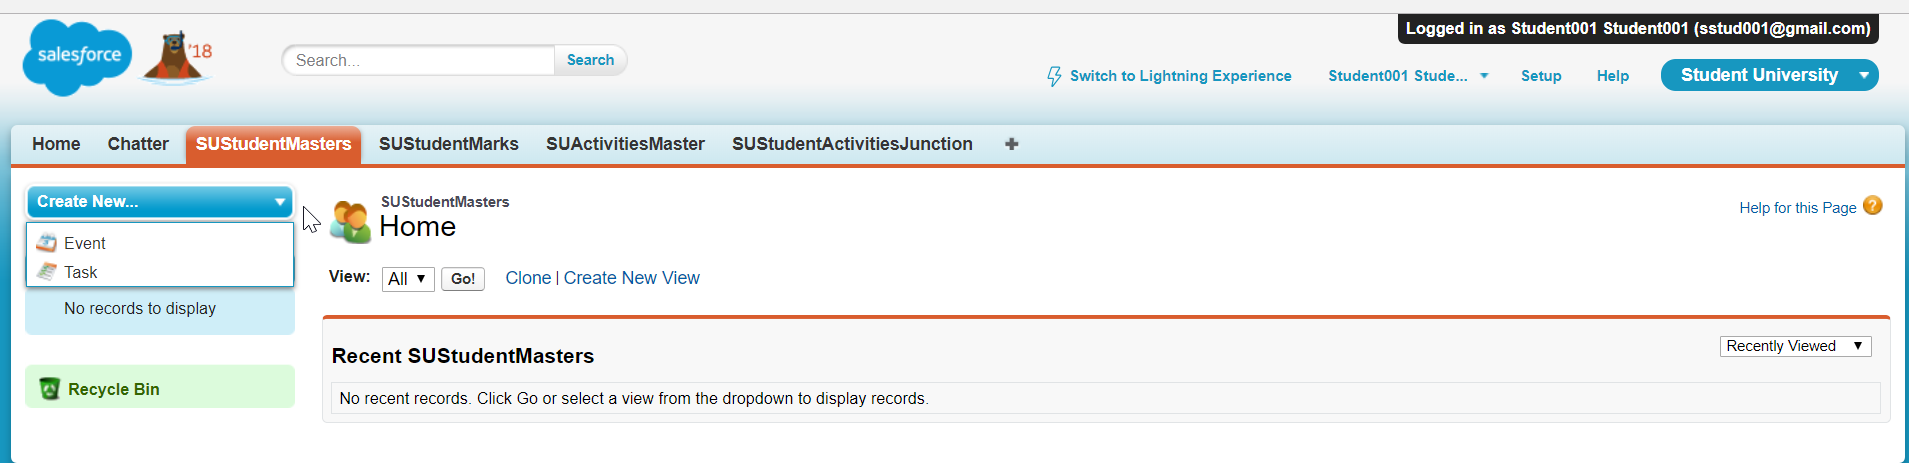 Logged in as Student001 Student001 (sstud001@gmail.com)
salesforce
'18
Search...
Search
Switch to Lightning Experience
Student001 Stude...
Setup
Help
Student University
Home
Chatter
SUStudentMasters
SUStudentMarks
SUActivitiesMaster
SUStudentActivitiesJunction
Create New...
Event
Task
No records to display
Recycle Bin
SUStudentMasters
Home
Help for this Page
View:
All
Go!
Clone | Create New View
Recent SUStudentMasters
Recently Viewed
No recent records. Click Go or select a view from the dropdown to display records.